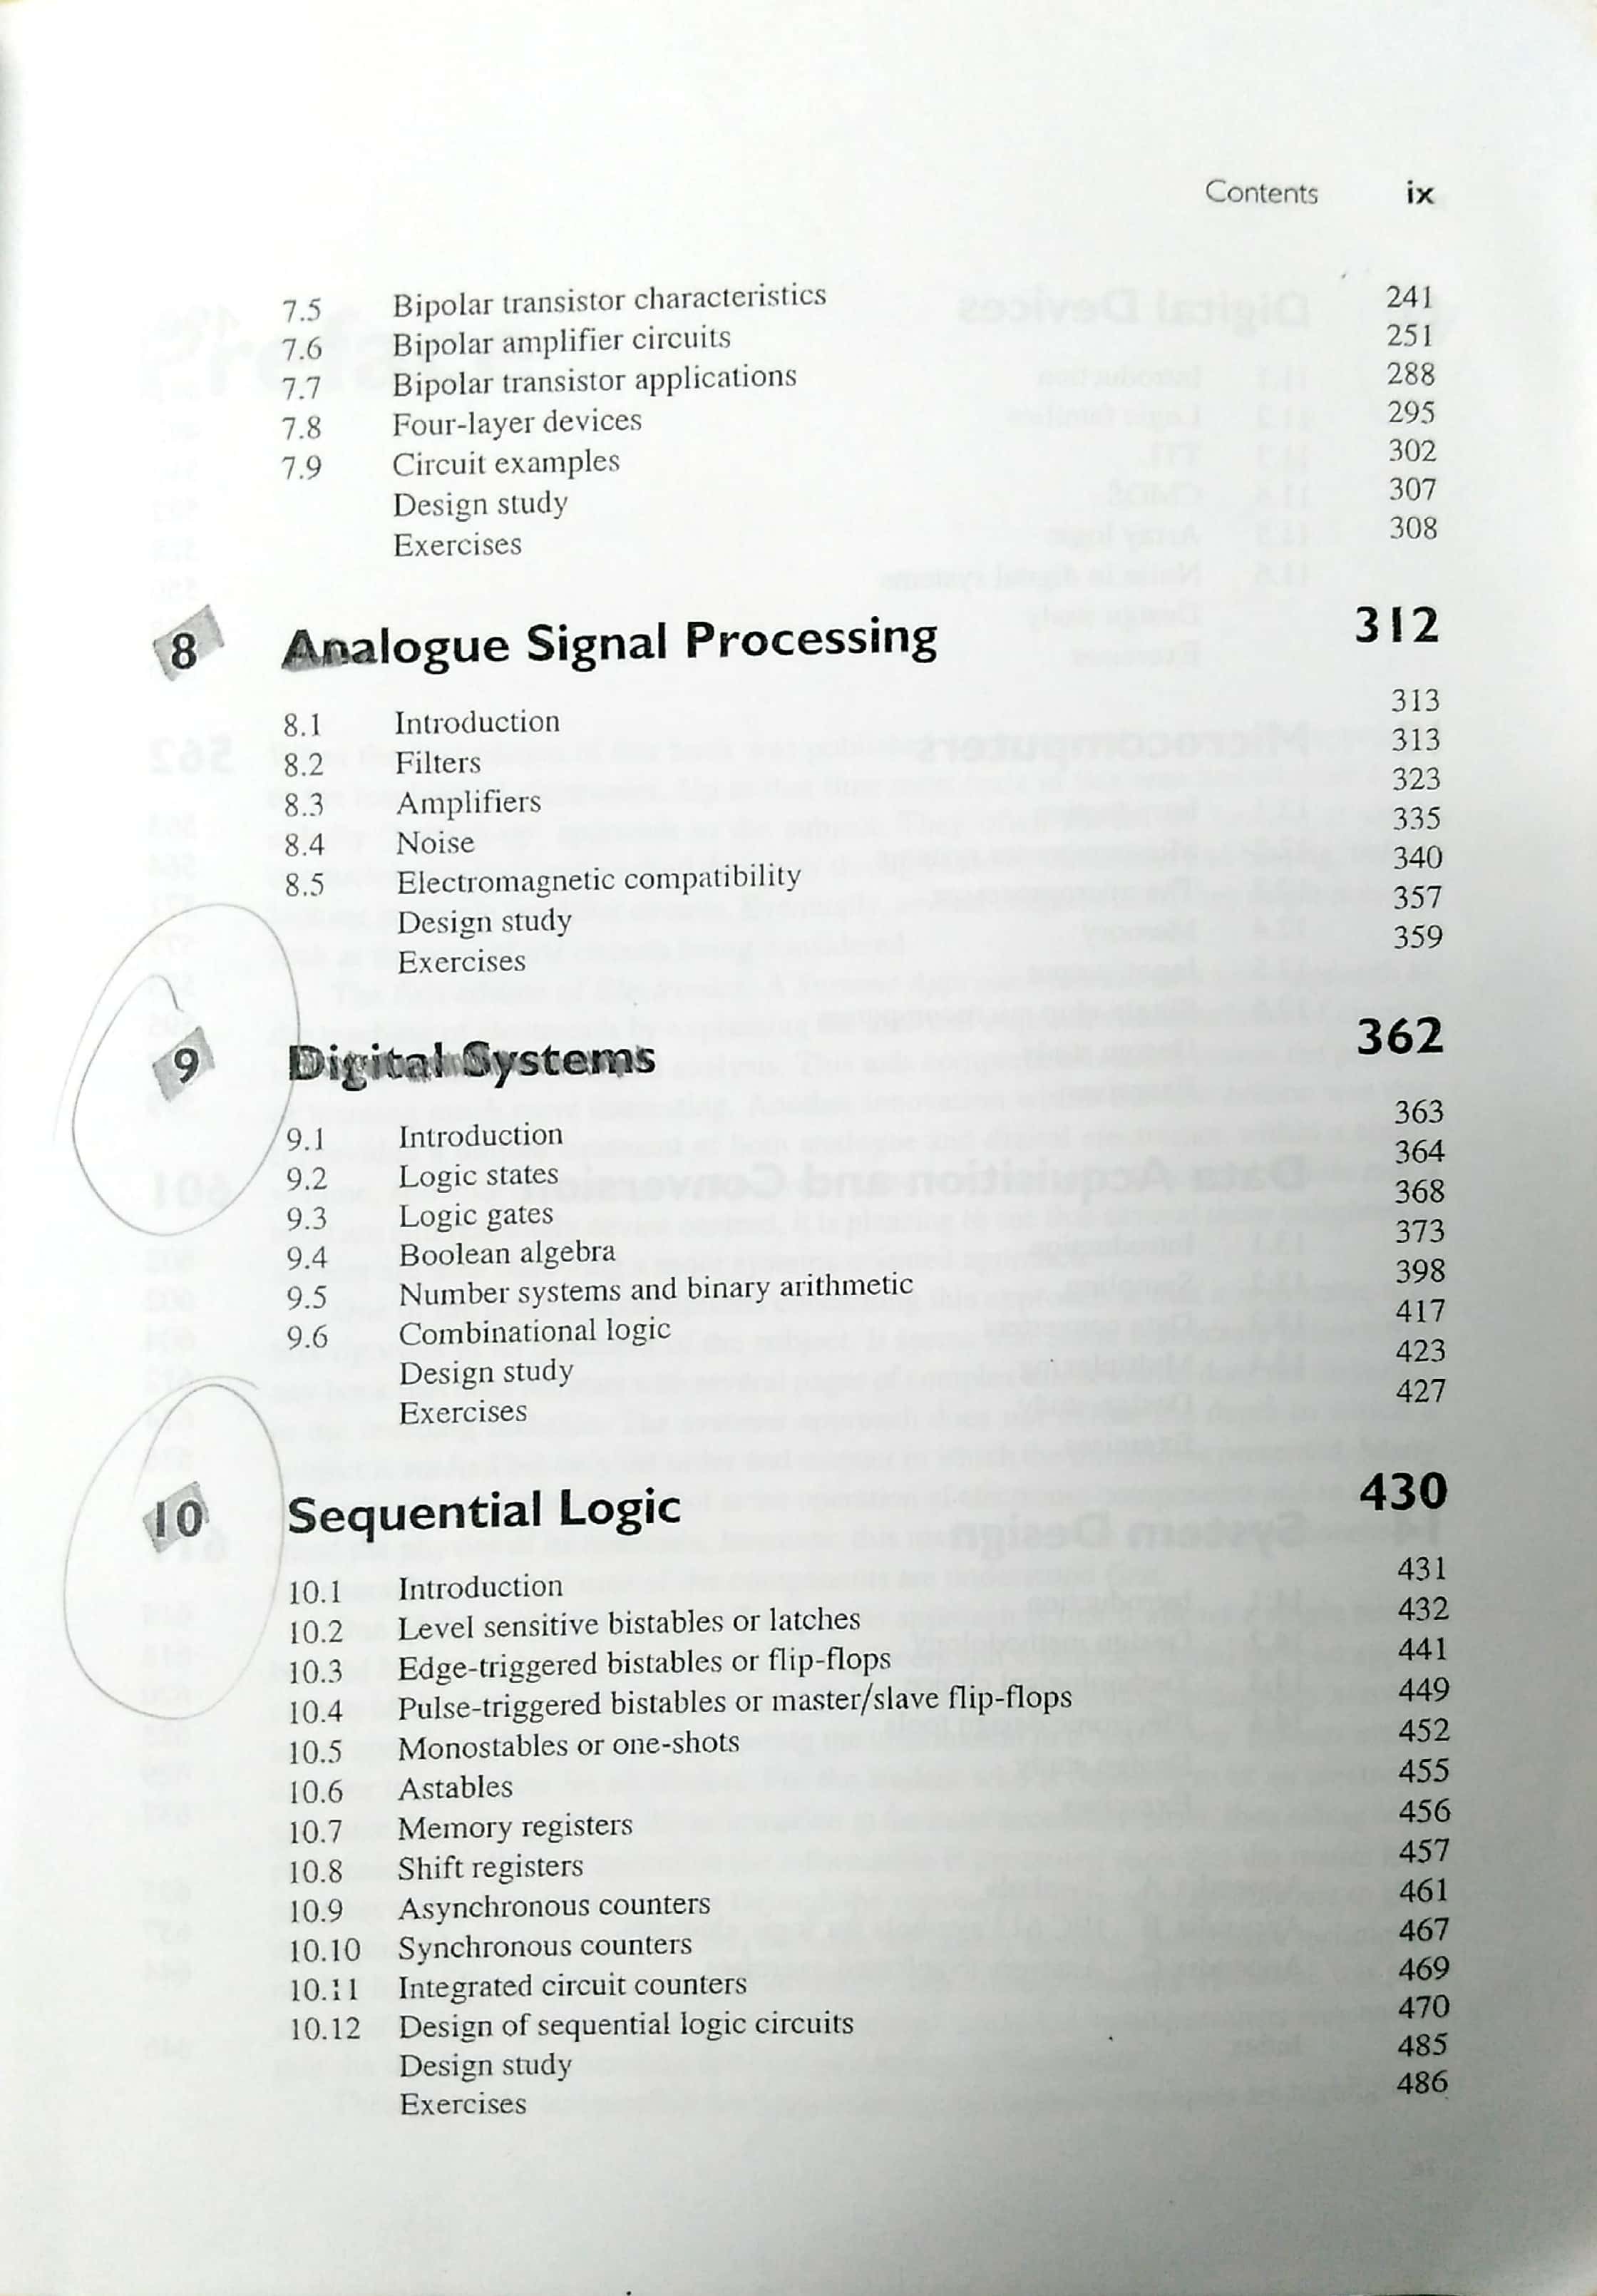 Contents ix
7.5 Bipolar transistor characteristics 241
7.6 Bipolar amplifier circuits 251
7.7 Bipolar transistor applications 288
7.8 Four-layer devices 295
7.9 Circuit examples 302
Design study 307
Exercises 308
8 Analogue Signal Processing 312
8.1 Introduction 313
8.2 Filters 313
8.3 Amplifiers 323
8.4 Noise 335
8.5 Electromagnetic compatibility 340
Design study 357
Exercises 359
9 Digital Systems 362
9.1 Introduction 363
9.2 Logic states 364
9.3 Logic gates 368
9.4 Boolean algebra 373
9.5 Number systems and binary arithmetic 398
9.6 Combinational logic 417
Design study 423
Exercises 427
10 Sequential Logic 430
10.1 Introduction 431
10.2 Level sensitive bistables or latches 432
10.3 Edge-triggered bistables or flip-flops 441
10.4 Pulse-triggered bistables or master/slave flip-flops 449
10.5 Monostables or one-shots 452
10.6 Astables 455
10.7 Memory registers 456
10.8 Shift registers 457
10.9 Asynchronous counters 461
10.10 Synchronous counters 467
10.11 Integrated circuit counters 469
10.12 Design of sequential logic circuits 470
Design study 485
Exercises 486